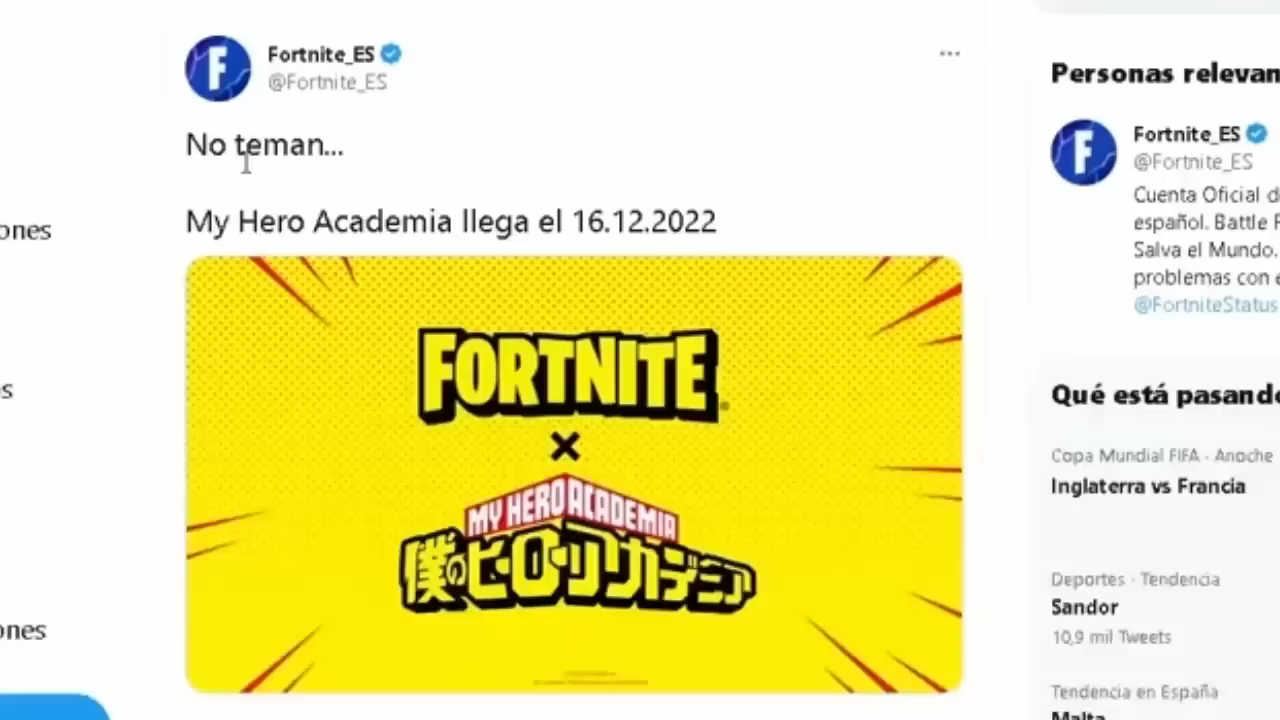 Fortnite_ES
@Fortnite_ES
No teman...
My Hero Academia llega el 16.12.2022
FORTNITE
×
MY HERO ACADEMIA
僕のヒーローアカデミア
ones
s
ones
Personas relevan
Fortnite_ES
@Fortnite_ES
Cuenta Oficial d
español. Battle
Salva el Mundo.
problemas con e
@FortniteStatus
Qué está pasando
Copa Mundial FIFA · Anoche
Inglaterra vs Francia
Deportes · Tendencia
Sandor
10,9 mil Tweets
Tendencia en España
Malta